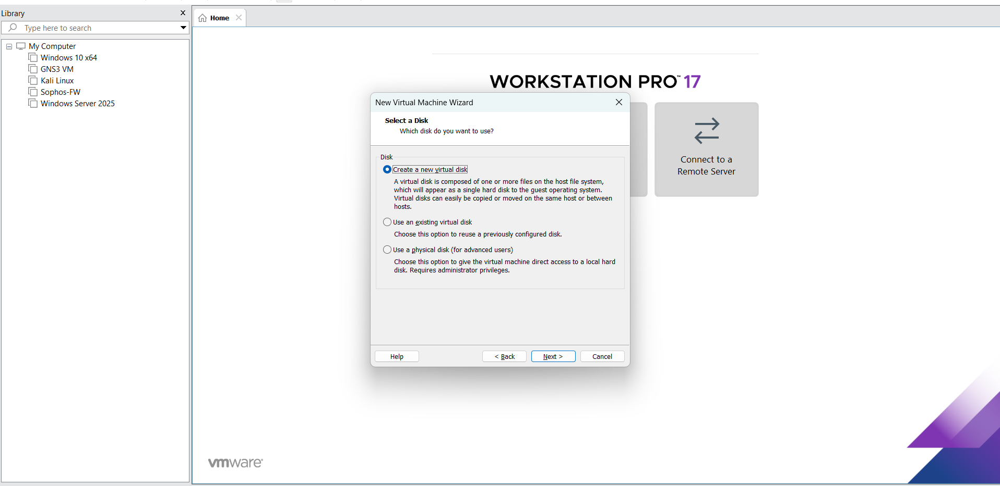 Library
Type here to search
My Computer
Windows 10 x64
GNS3 VM
Kali Linux
Sophos-FW
Windows Server 2025
Home
WORKSTATION PRO™ 17
New Virtual Machine Wizard
Select a Disk
Which disk do you want to use?
Disk
Create a new virtual disk
A virtual disk is composed of one or more files on the host file system,
which will appear as a single hard disk to the guest operating system.
Virtual disks can easily be copied or moved on the same host or between
hosts.
Use an existing virtual disk
Choose this option to reuse a previously configured disk.
Use a physical disk (for advanced users)
Choose this option to give the virtual machine direct access to a local hard
disk. Requires administrator privileges.
Help
< Back
Next >
Cancel
Connect to a
Remote Server
vmware®